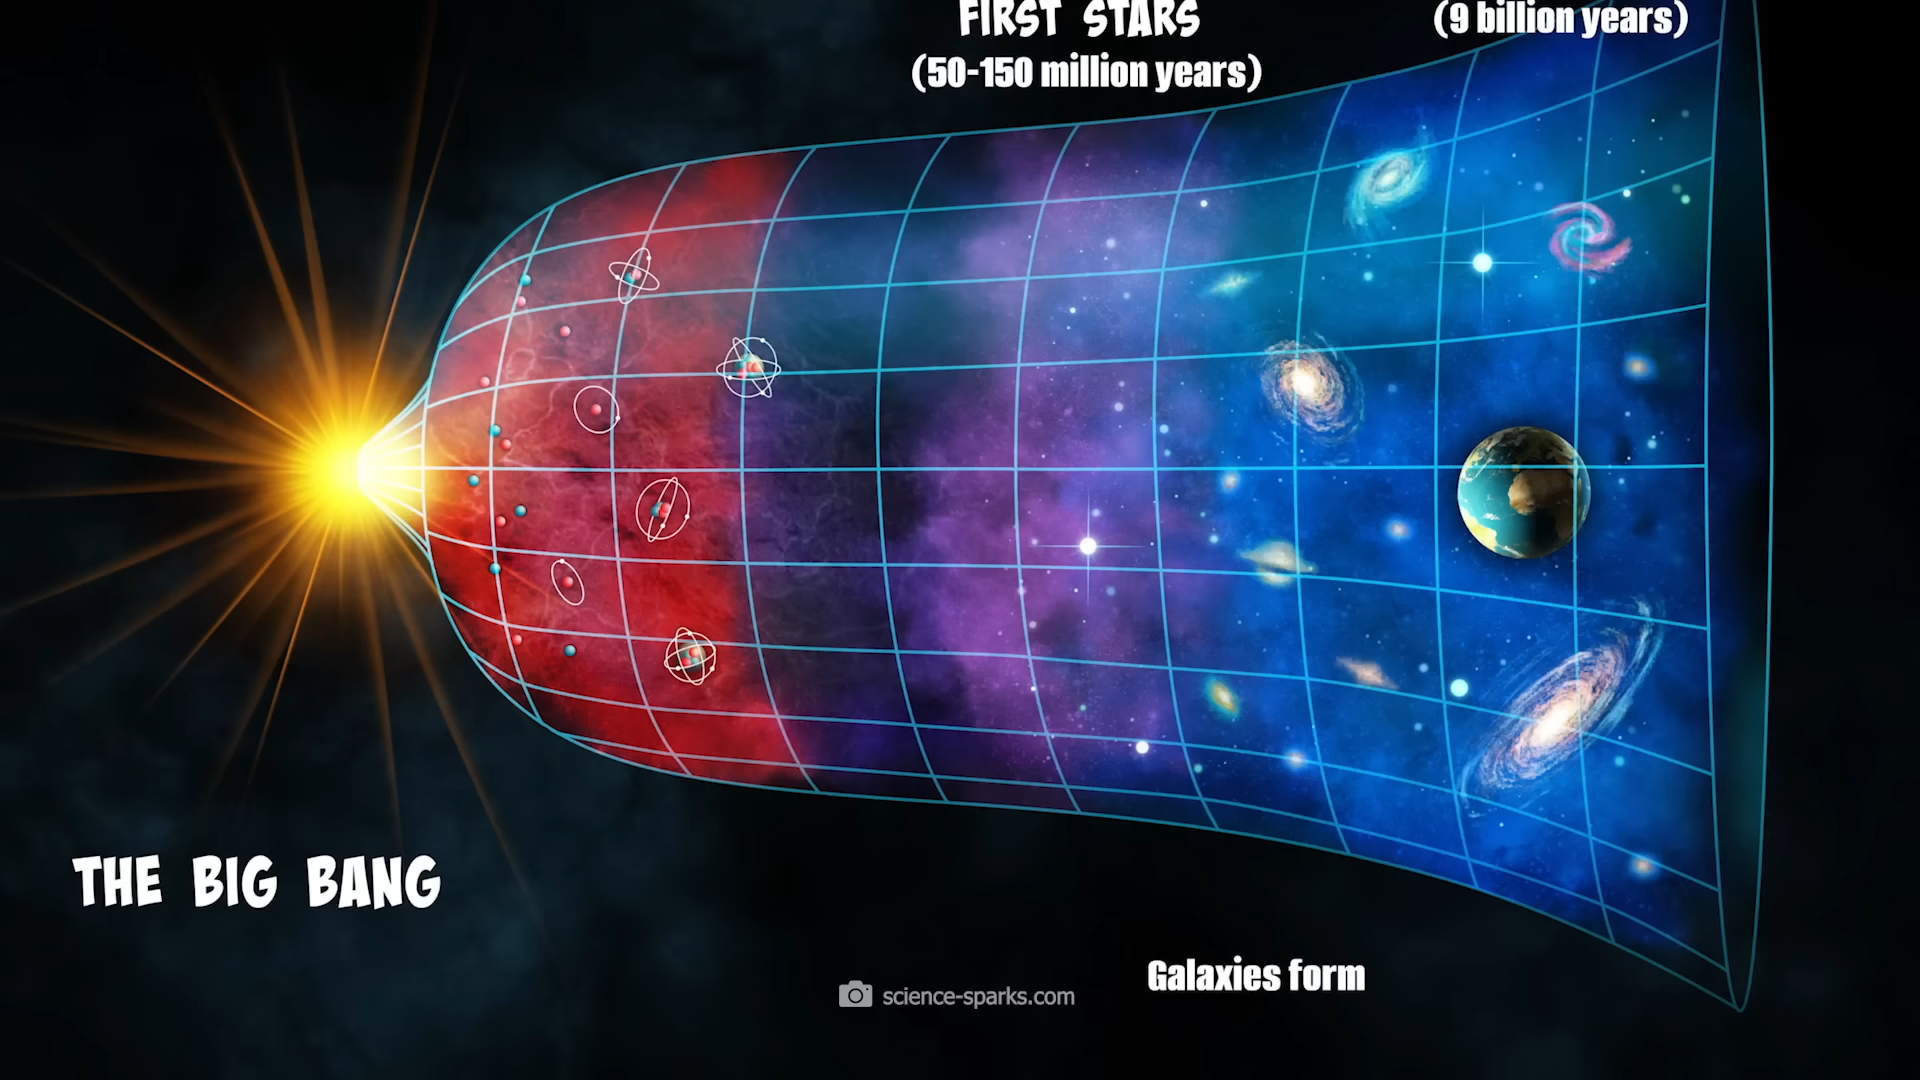 FIRST STARS
(50-150 million years)
(9 billion years)
THE BIG BANG
Galaxies form
science-sparks.com